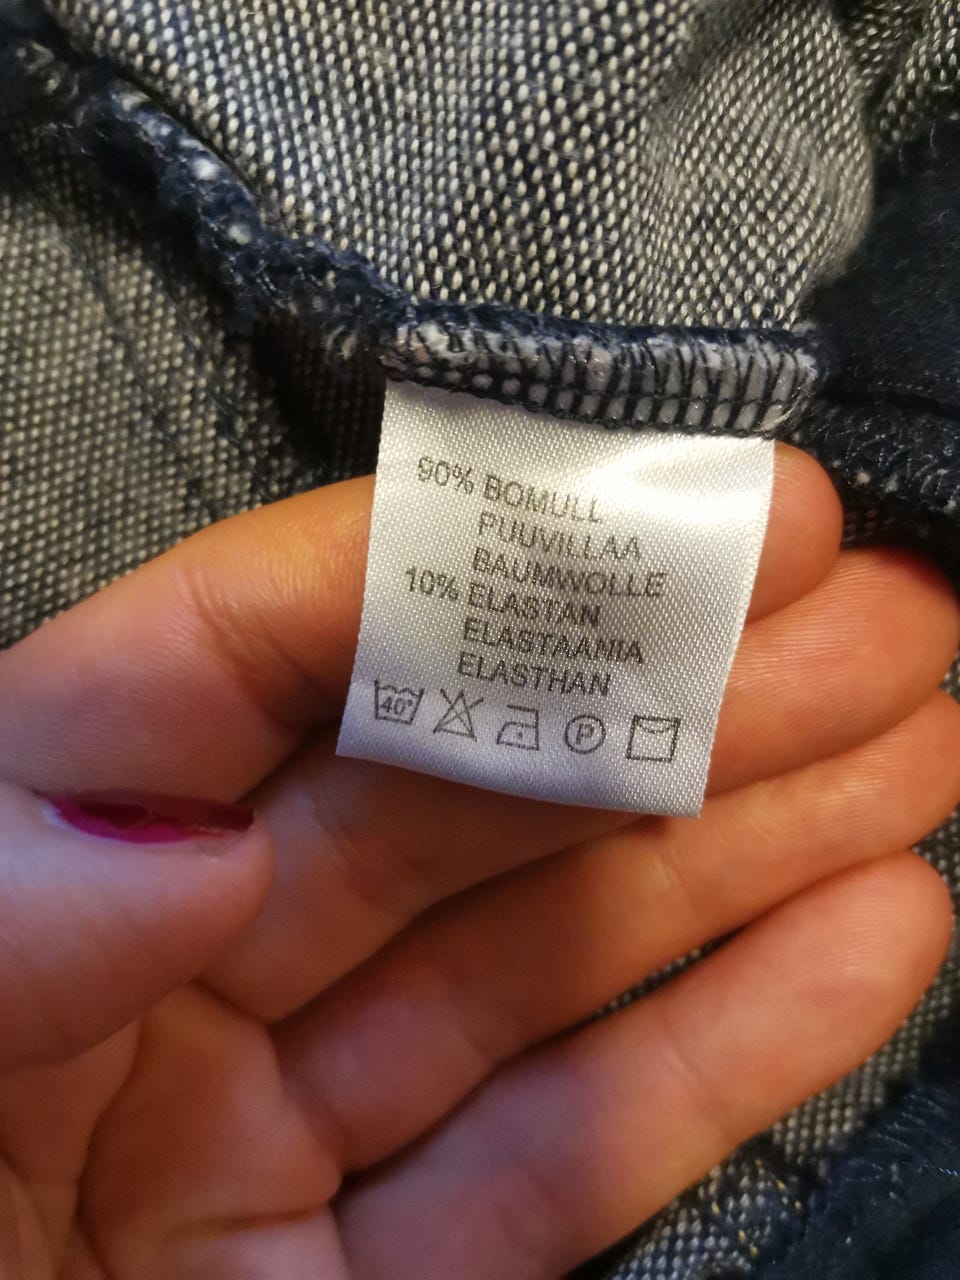 90% BOMULL
PUUVILLAA
BAUMWOLLE
10% ELASTAN
ELASTAANIA
ELASTHAN
40°
P